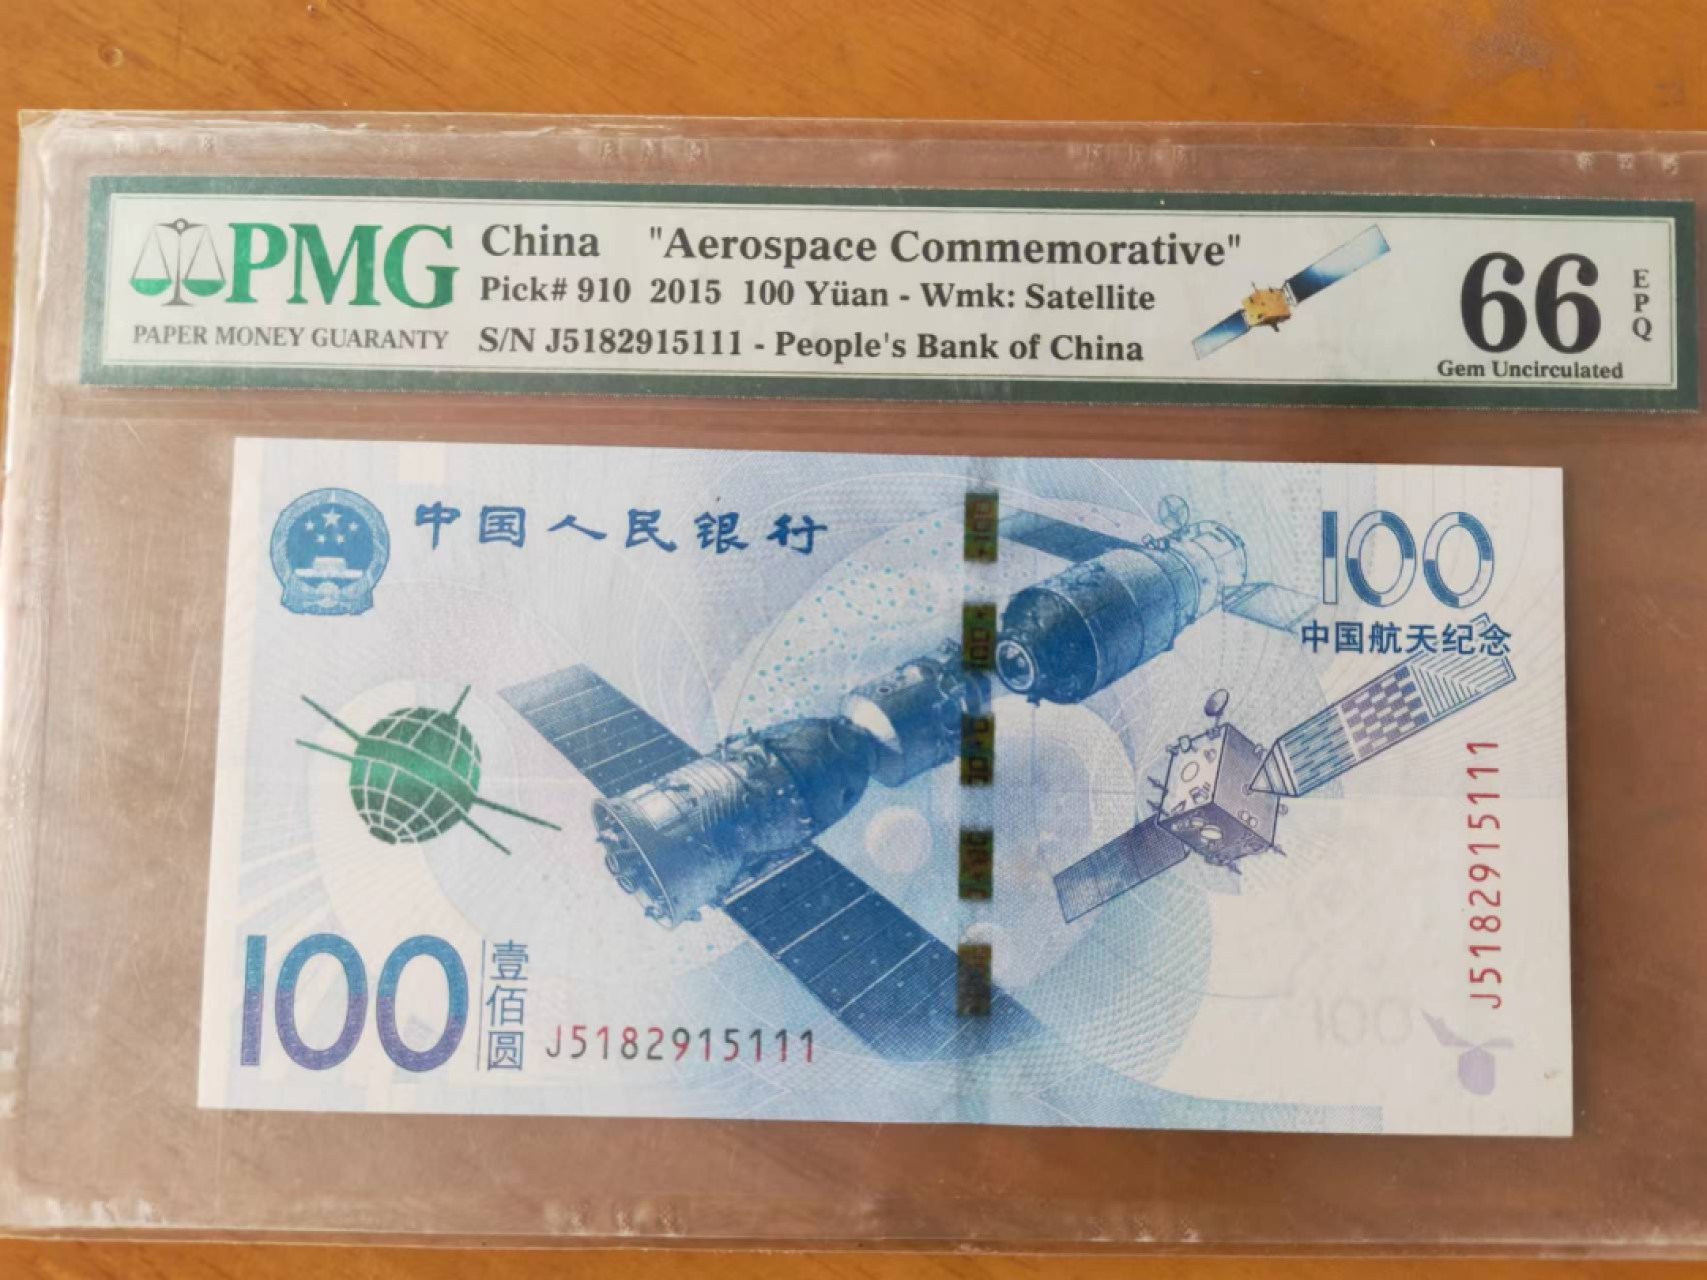 PMG
PAPER MONEY GUARANTY
China "Aerospace Commemorative"
Pick# 910 2015 100 Yüan - Wmk: Satellite
S/N J5182915111 - People's Bank of China
66
EPQ
Gem Uncirculated
中国人民银行
100
中国航天纪念
J5182915111
100
壹佰圆
J5182915111
100